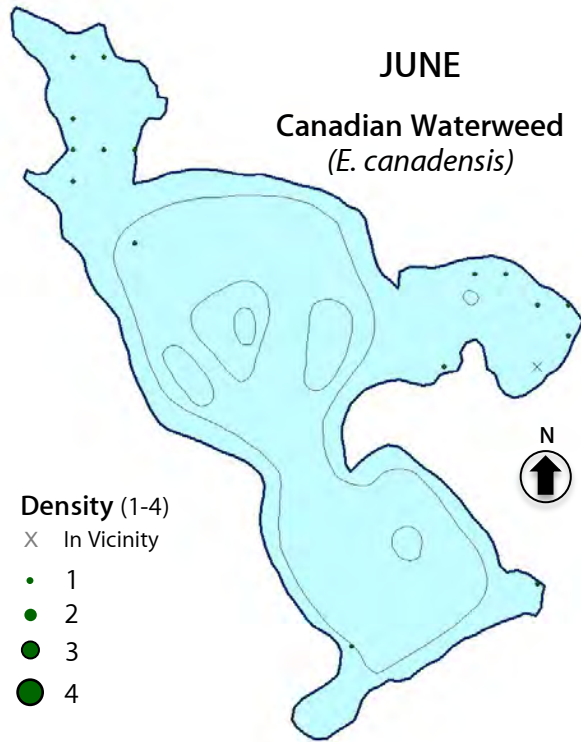 JUNE
Canadian Waterweed
(E. canadensis)
N
Density (1-4)
X In Vicinity
1
2
3
4